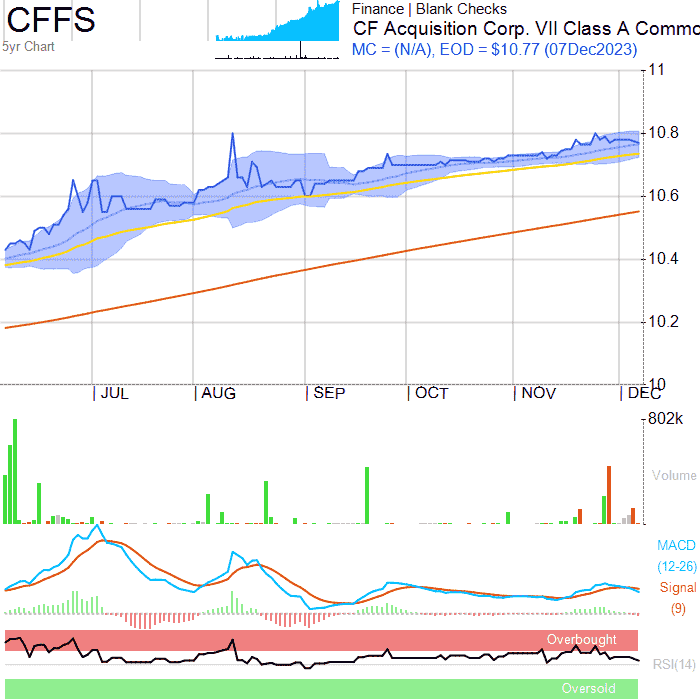 CFFS
5yr Chart
Finance | Blank Checks
CF Acquisition Corp. VII Class A Commo
MC = (N/A), EOD = $10.77 (07Dec2023)
11
10.8
10.6
10.4
10.2
10
JUL AUG SEP OCT NOV DEC
802k
Volume
MACD
(12-26)
Signal
(9)
Overbought
RSI(14)
Oversold